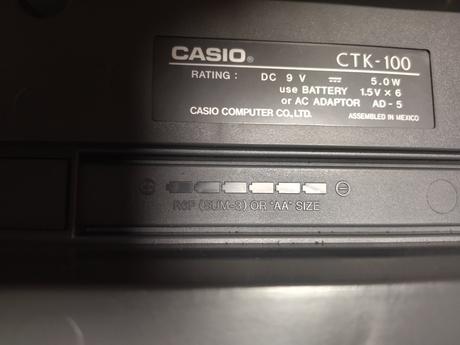 CASIO® CTK-100
RATING: DC 9V ⎓ 5.0W
use BATTERY 1.5V × 6
or AC ADAPTOR AD-5
CASIO COMPUTER CO., LTD. ASSEMBLED IN MEXICO
R6P (SUM-3) OR "AA" SIZE